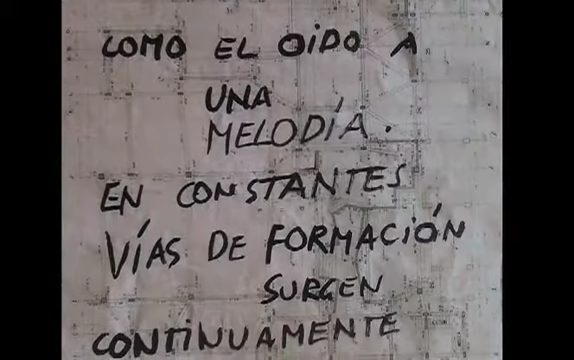 COMO EL OIDO A
UNA
MELODÍA.
EN CONSTANTES
VÍAS DE FORMACIÓN
SURGEN
CONTINUAMENTE